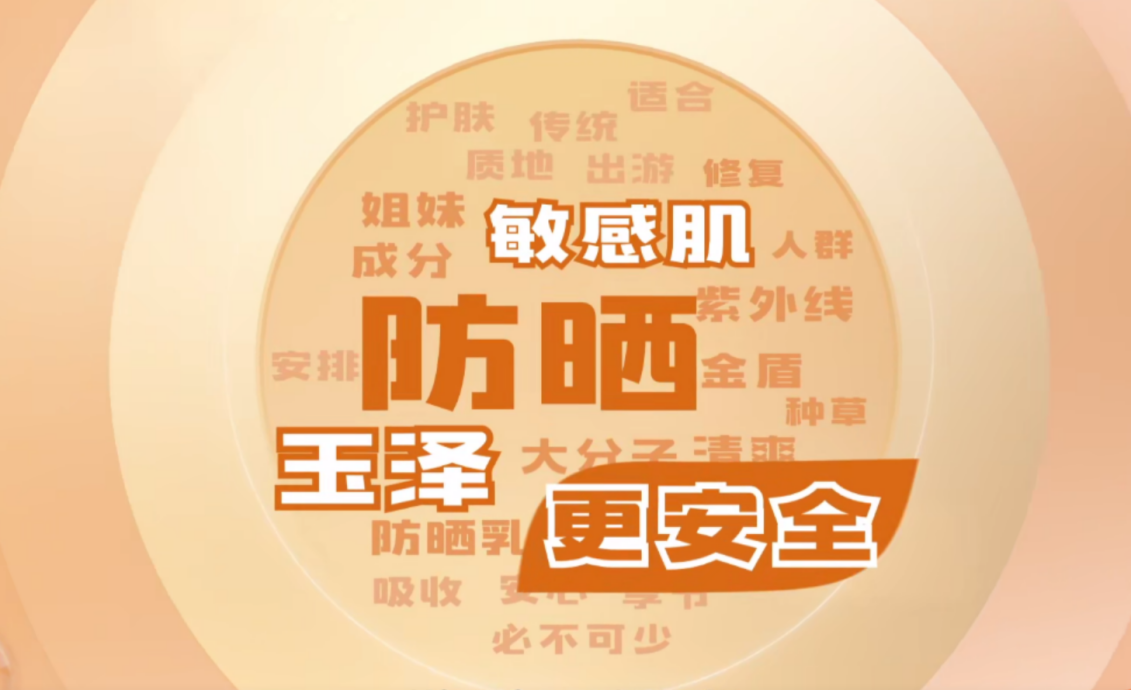 适合
护肤 传统
质地 出游 修复
姐妹 敏感肌 人群
成分
防晒 紫外线
安排 金盾
种草
玉泽 大分子 清爽
更安全
防晒乳
吸收 安心 季节
必不可少